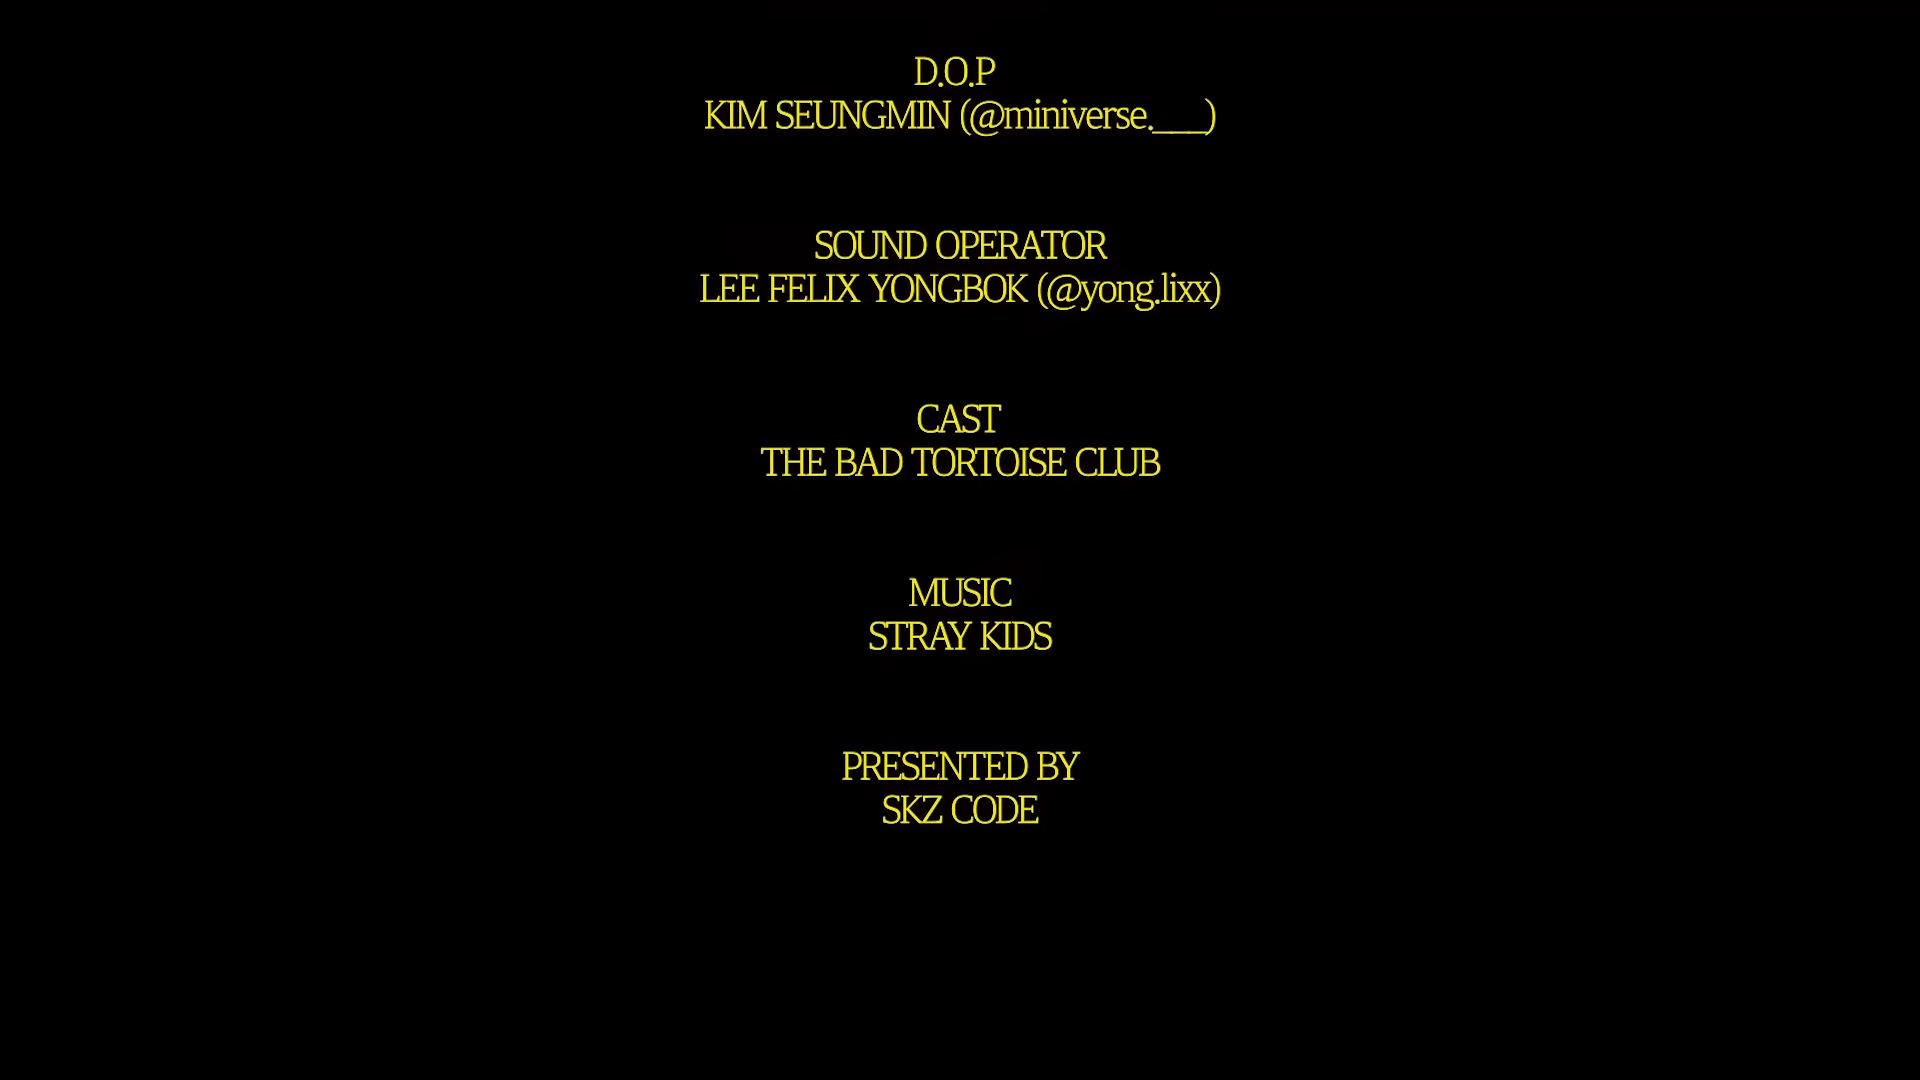 D.O.P
KIM SEUNGMIN (@miniverse.___)
SOUND OPERATOR
LEE FELIX YONGBOK (@yong.lixx)
CAST
THE BAD TORTOISE CLUB
MUSIC
STRAY KIDS
PRESENTED BY
SKZ CODE